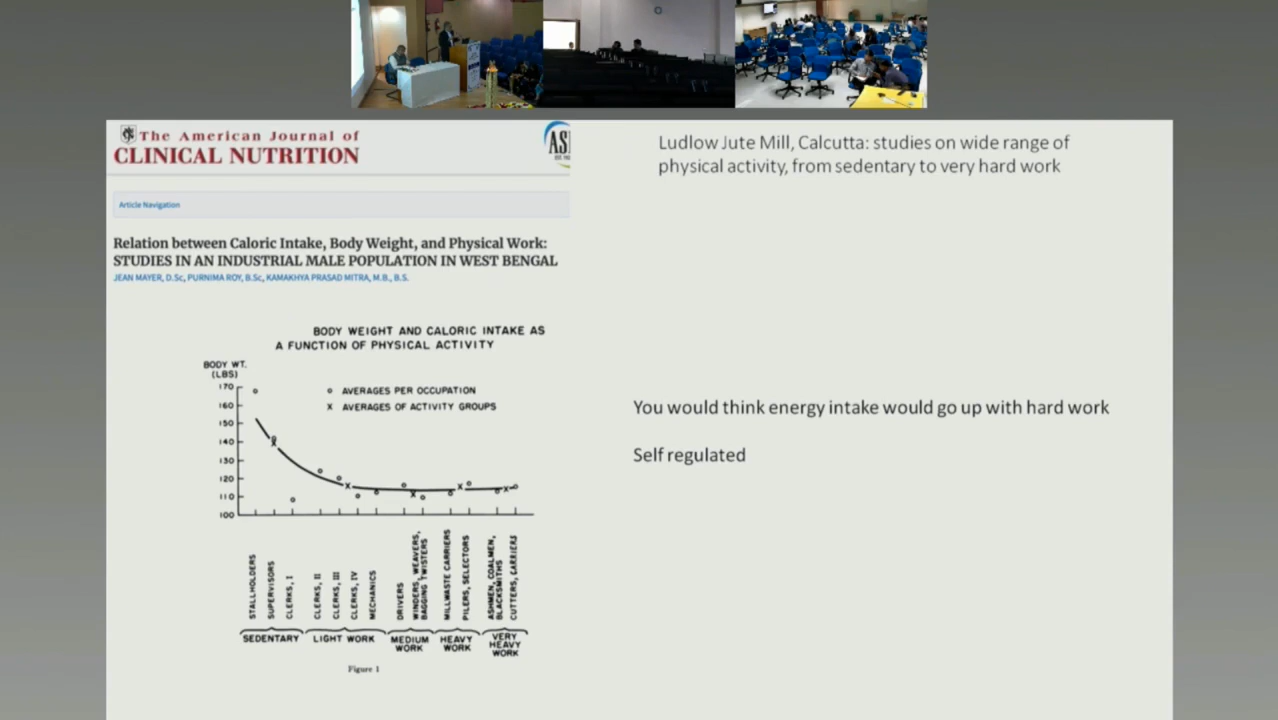 The American Journal of
CLINICAL NUTRITION
AS
Article Navigation
Relation between Caloric Intake, Body Weight, and Physical Work:
STUDIES IN AN INDUSTRIAL MALE POPULATION IN WEST BENGAL
JEAN MAYER, D.Sc, PURNIMA ROY, B.Sc, KAMAKHYA PRASAD MITRA, M.B., B.S.
Ludlow Jute Mill, Calcutta: studies on wide range of
physical activity, from sedentary to very hard work
You would think energy intake would go up with hard work
Self regulated
BODY WEIGHT AND CALORIC INTAKE AS
A FUNCTION OF PHYSICAL ACTIVITY
BODY WT.
(LBS)
170
160
150
140
130
120
110
100
o AVERAGES PER OCCUPATION
x AVERAGES OF ACTIVITY GROUPS
STALLHOLDERS
SUPERVISORS
CLERKS, I
CLERKS, II
CLERKS, III
CLERKS, IV
MECHANICS
DRIVERS
WINDERS, WEAVERS,
BAGGING TWISTERS
MILLWASTE CARRIERS
PILERS, SELECTORS
ASHMEN, COALMEN,
BLACKSMITHS
CUTTERS, CARRIERS
SEDENTARY
LIGHT WORK
MEDIUM
WORK
HEAVY
WORK
VERY
HEAVY
WORK
Figure 1